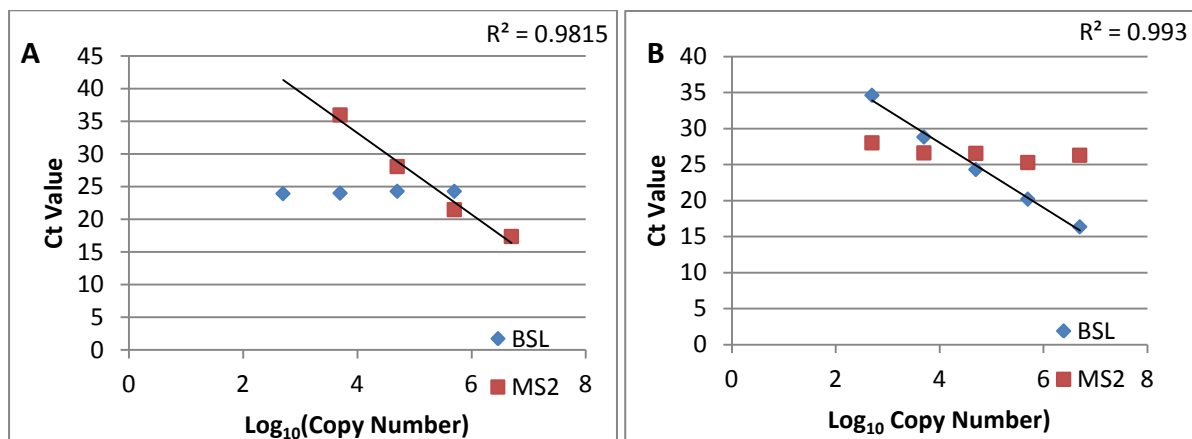 R² = 0.9815
A
45
40
35
30
25
20
15
10
5
0
Ct Value
0 2 4 6 8
Log₁₀(Copy Number)
BSL
MS2
R² = 0.993
B
40
35
30
25
20
15
10
5
0
Ct Value
0 2 4 6 8
Log₁₀ Copy Number)
BSL
MS2